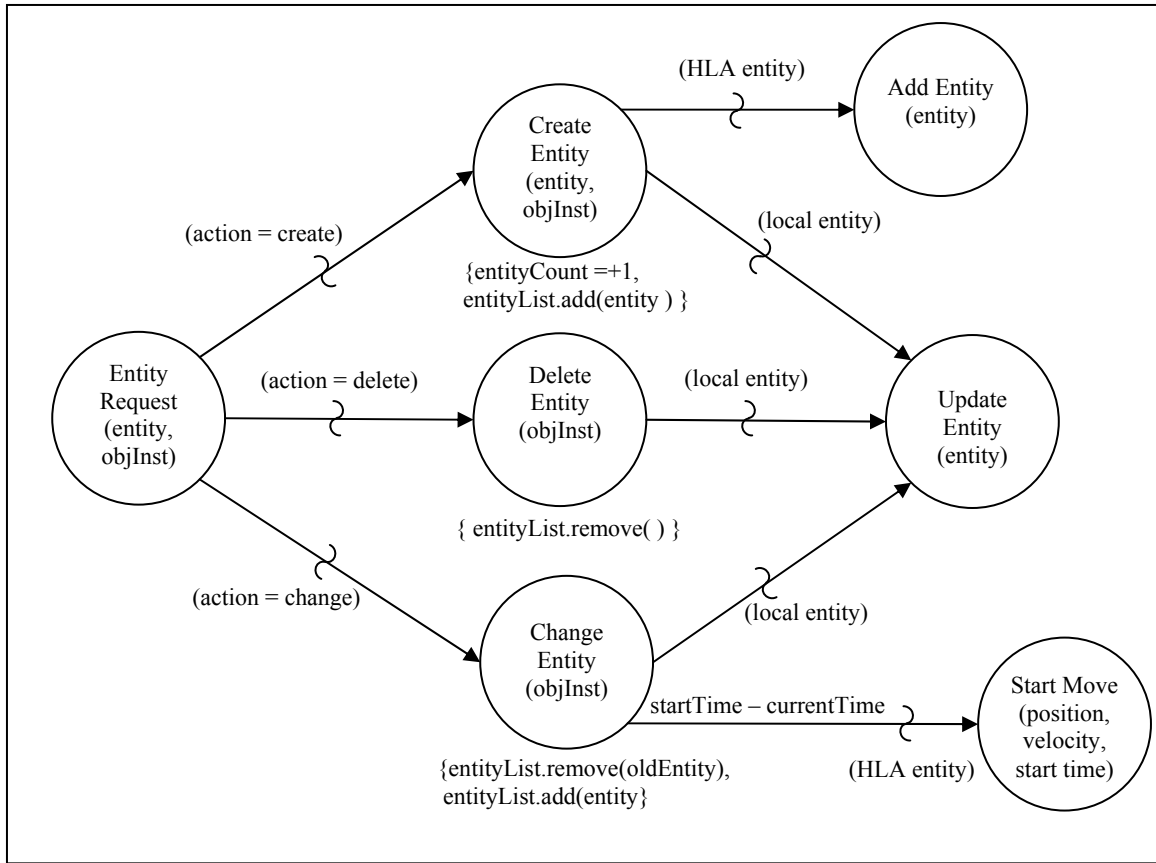 (HLA entity)
Add Entity
(entity)
Create
Entity
(entity,
objInst)
(action = create)
(local entity)
{entityCount =+1,
entityList.add(entity ) }
Entity
Request
(entity,
objInst)
(action = delete)
Delete
Entity
(objInst)
(local entity)
Update
Entity
(entity)
{ entityList.remove( ) }
(action = change)
(local entity)
Change
Entity
(objInst)
startTime – currentTime
(HLA entity)
Start Move
(position,
velocity,
start time)
{entityList.remove(oldEntity),
entityList.add(entity}